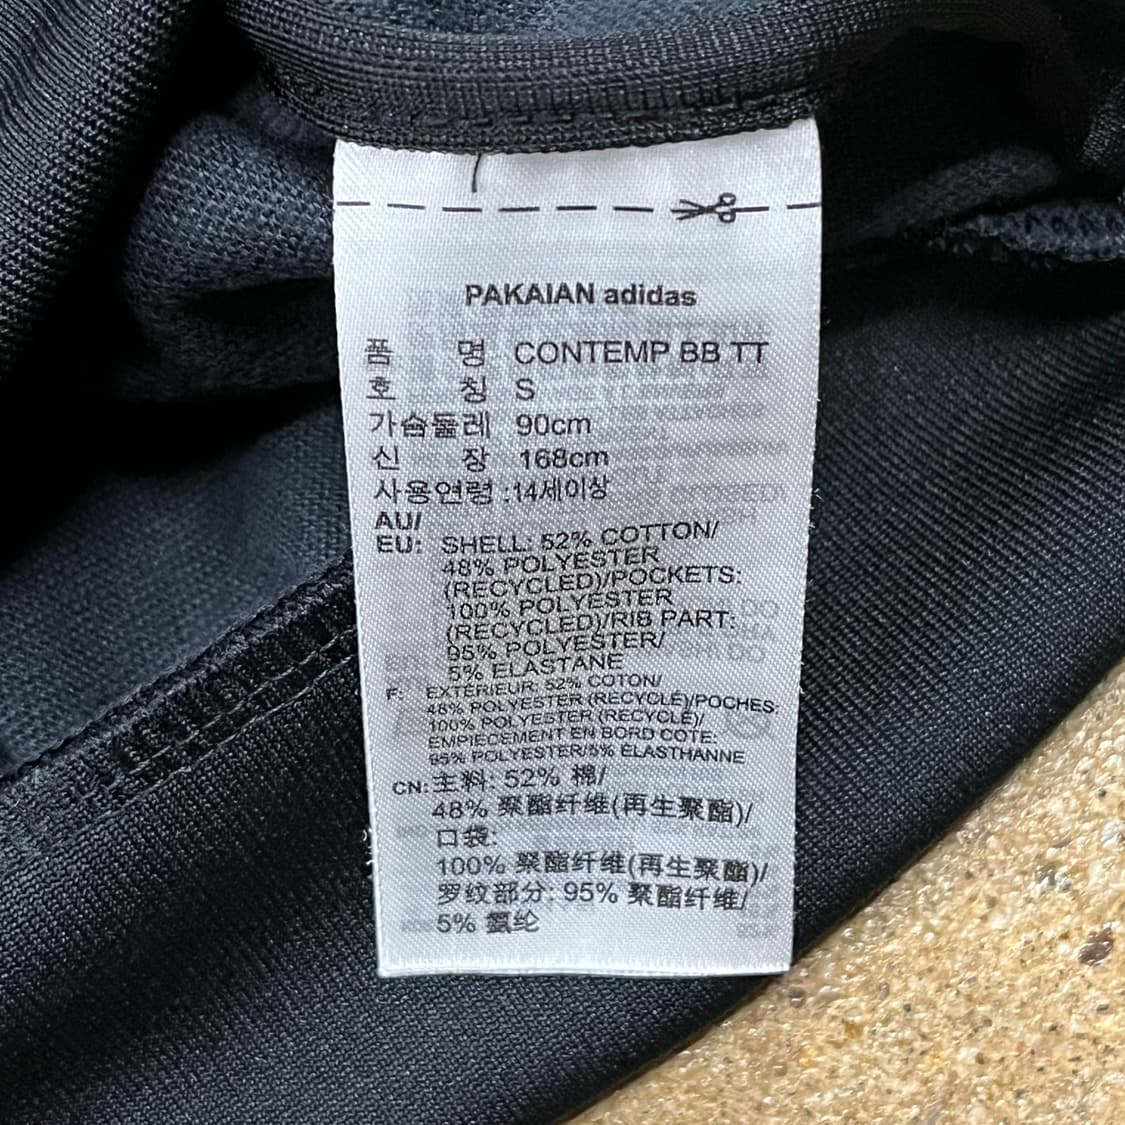 PAKAIAN adidas
품 명 CONTEMP BB TT
호 칭 S
가슴둘레 90cm
신 장 168cm
사용연령 :14세이상
AU/
EU: SHELL: 52% COTTON/
48% POLYESTER
(RECYCLED)/POCKETS:
100% POLYESTER
(RECYCLED)/RIB PART:
95% POLYESTER/
5% ELASTANE
F: EXTÉRIEUR: 52% COTON/
48% POLYESTER (RECYCLÉ)/POCHES:
100% POLYESTER (RECYCLÉ)/
EMPIECEMENT EN BORD COTE:
95% POLYESTER/5% ELASTHANNE
CN: 主料: 52% 棉/
48% 聚酯纤维(再生聚酯)/
口袋:
100% 聚酯纤维(再生聚酯)/
罗纹部分: 95% 聚酯纤维/
5% 氨纶